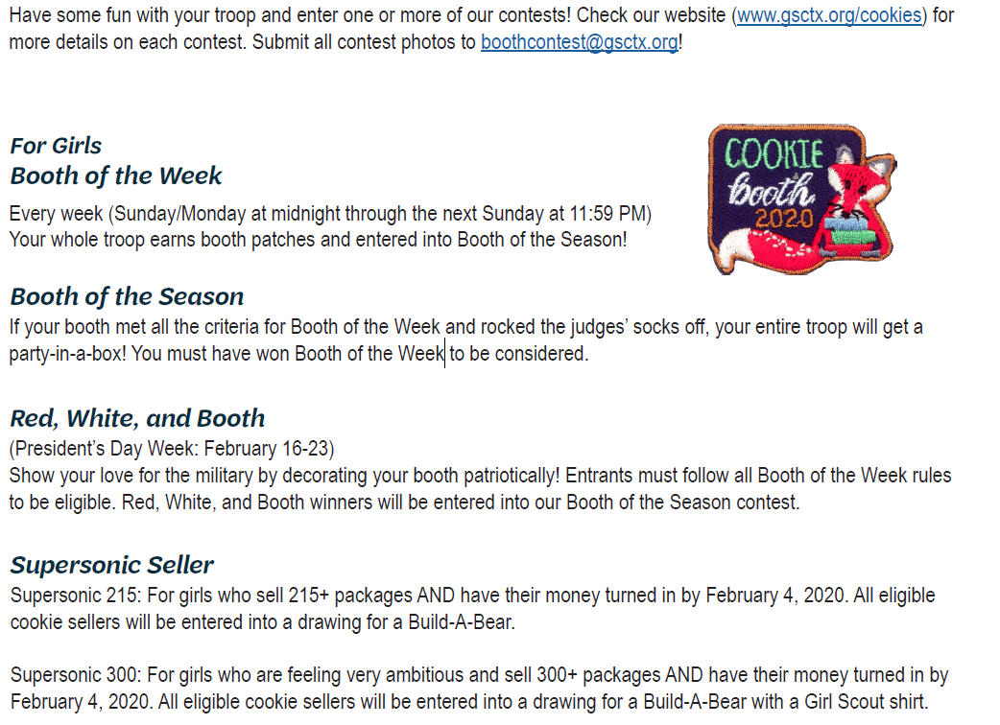 Have some fun with your troop and enter one or more of our contests! Check our website (www.gsctx.org/cookies) for
more details on each contest. Submit all contest photos to boothcontest@gsctx.org!
For Girls
Booth of the Week
Every week (Sunday/Monday at midnight through the next Sunday at 11:59 PM)
Your whole troop earns booth patches and entered into Booth of the Season!
COOKIE
booth
2020
Booth of the Season
If your booth met all the criteria for Booth of the Week and rocked the judges’ socks off, your entire troop will get a
party-in-a-box! You must have won Booth of the Week to be considered.
Red, White, and Booth
(President’s Day Week: February 16-23)
Show your love for the military by decorating your booth patriotically! Entrants must follow all Booth of the Week rules
to be eligible. Red, White, and Booth winners will be entered into our Booth of the Season contest.
Supersonic Seller
Supersonic 215: For girls who sell 215+ packages AND have their money turned in by February 4, 2020. All eligible
cookie sellers will be entered into a drawing for a Build-A-Bear.
Supersonic 300: For girls who are feeling very ambitious and sell 300+ packages AND have their money turned in by
February 4, 2020. All eligible cookie sellers will be entered into a drawing for a Build-A-Bear with a Girl Scout shirt.